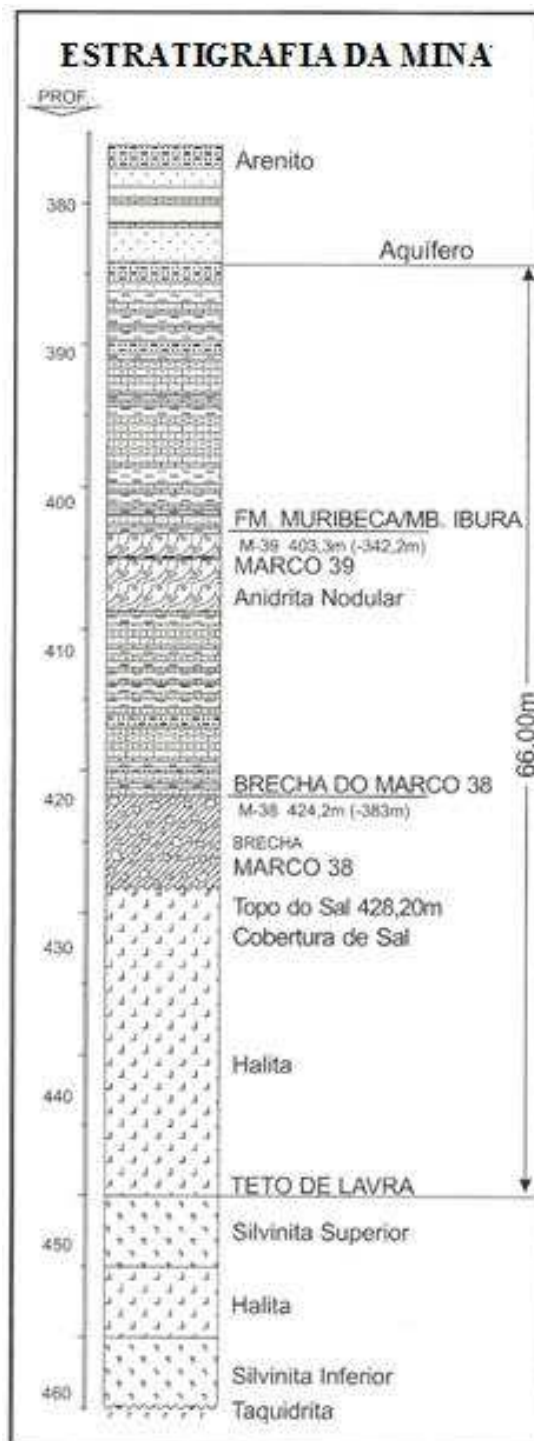 ESTRATIGRAFIA DA MINA
PROF.
Arenito
380
Aquífero
390
400
FM. MURIBECA/MB. IBURA
M-39 403,3m (-342,2m)
MARCO 39
Anidrita Nodular
410
66,00m
420
BRECHA DO MARCO 38
M-38 424,2m (-383m)
BRECHA
MARCO 38
Topo do Sal 428,20m
Cobertura de Sal
430
Halita
440
TETO DE LAVRA
Silvinita Superior
450
Halita
Silvinita Inferior
460
Taquidrita